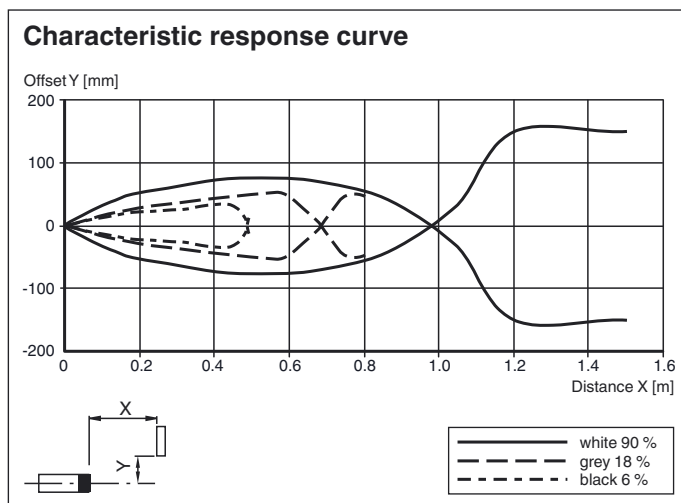 Characteristic response curve
Offset Y [mm]
200
100
0
-100
-200
0 0.2 0.4 0.6 0.8 1.0 1.2 1.4 1.6
Distance X [m]
X
Y
white 90 %
grey 18 %
black 6 %